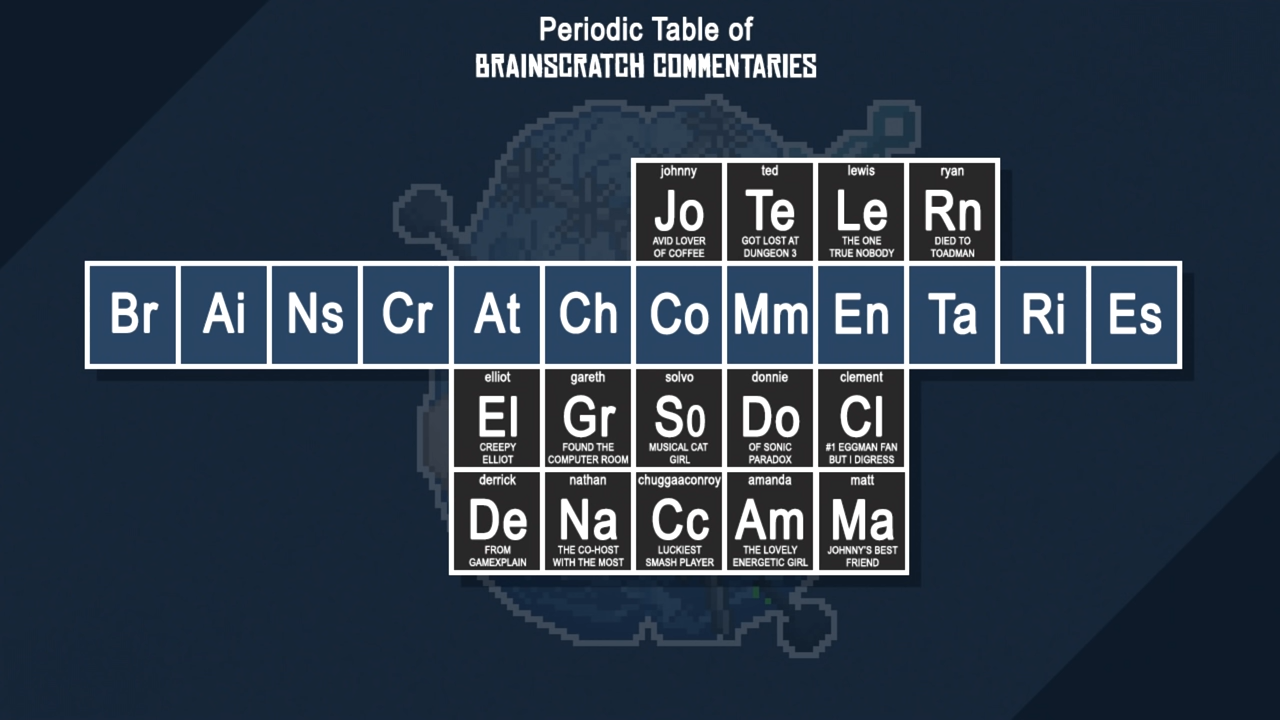 Periodic Table of
BRAINSCRATCH COMMENTARIES
johnny ted lewis ryan
Jo Te Le Rn
AVID LOVER GOT LOST AT THE ONE DIED TO
OF COFFEE DUNGEON 3 TRUE NOBODY TOADMAN
Br Ai Ns Cr At Ch Co Mm En Ta Ri Es
elliot gareth solvo donnie clement
El Gr So Do Cl
CREEPY FOUND THE MUSICAL CAT OF SONIC #1 EGGMAN FAN
ELLIOT COMPUTER ROOM GIRL PARADOX BUT I DIGRESS
derrick nathan chuggaaconroy amanda matt
De Na Cc Am Ma
FROM THE CO-HOST LUCKIEST THE LOVELY JOHNNY'S BEST
GAMEXPLAIN WITH THE MOST SMASH PLAYER ENERGETIC GIRL FRIEND